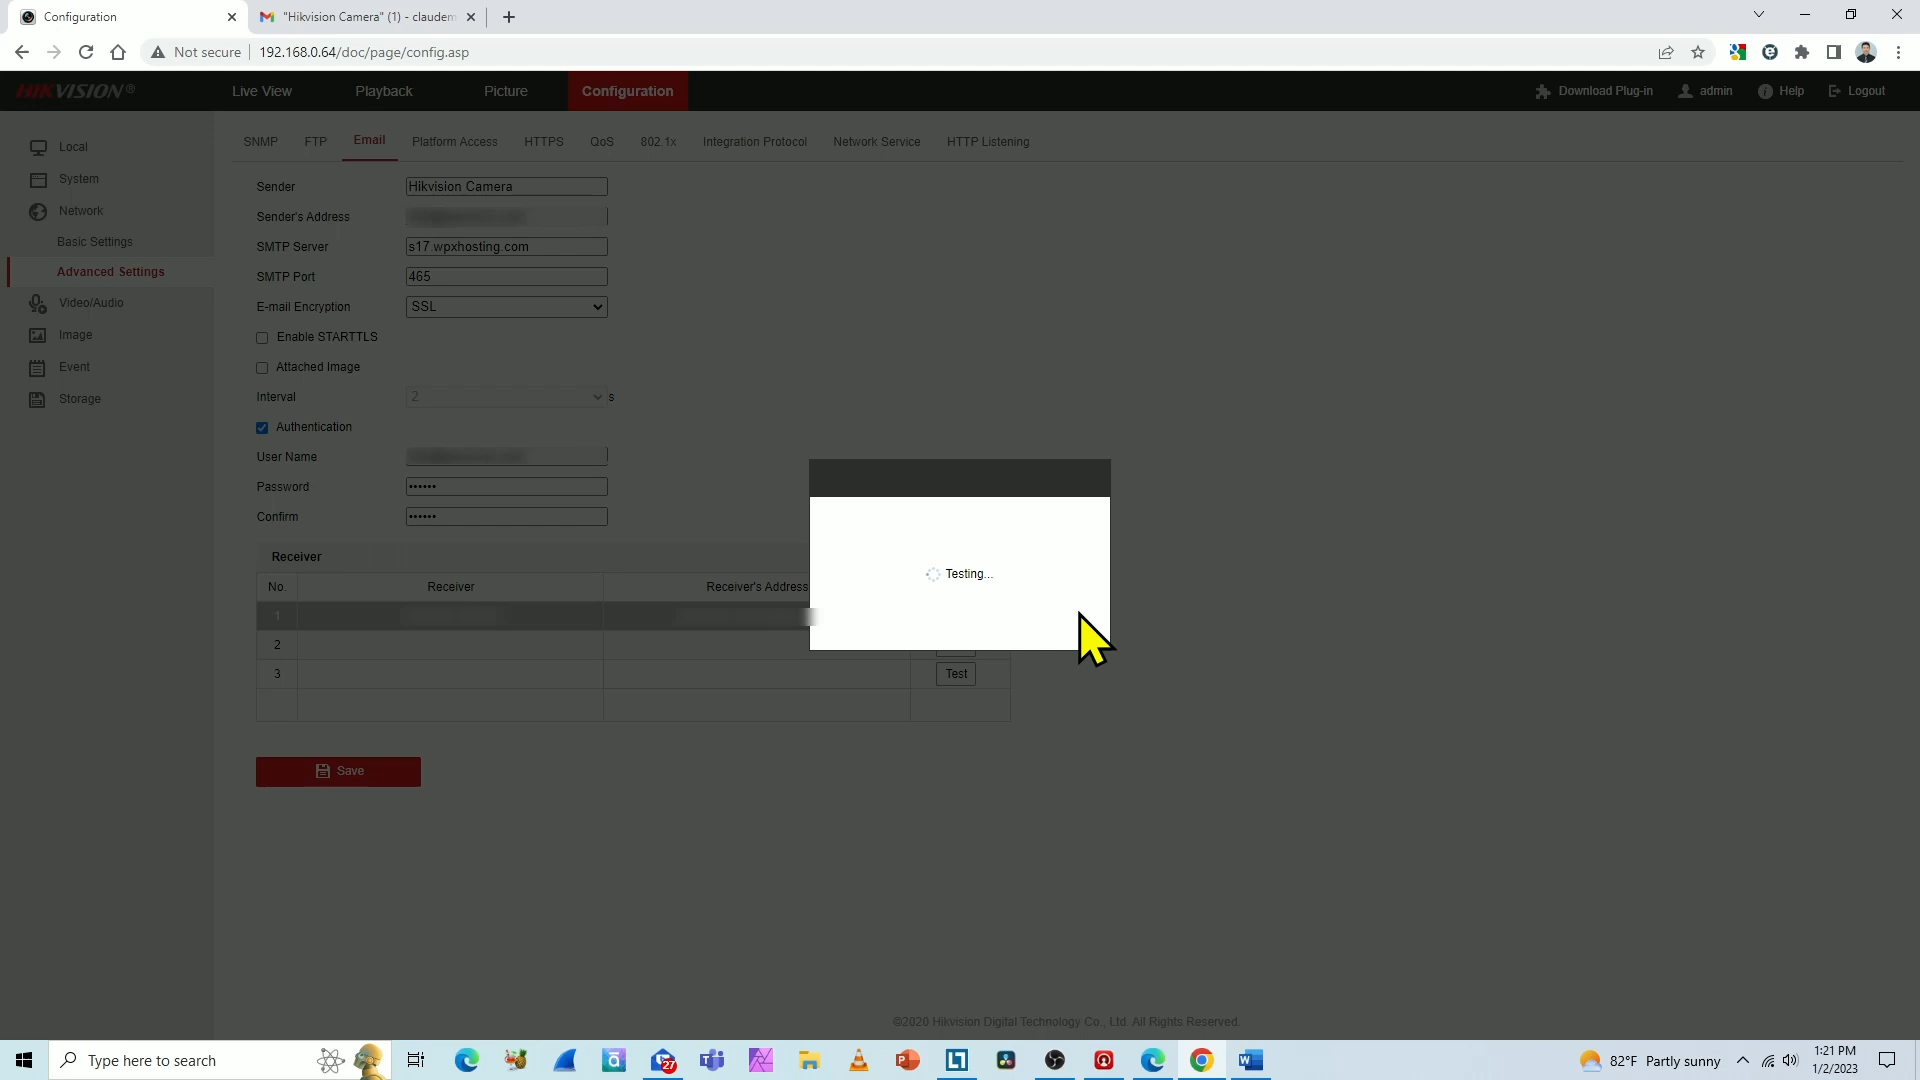 Configuration
"Hikvision Camera" (1) - claudem
Not secure
192.168.0.64/doc/page/config.asp
HIKVISION®
Live View
Playback
Picture
Configuration
Download Plug-in
admin
Help
Logout
Local
System
Network
Basic Settings
Advanced Settings
Video/Audio
Image
Event
Storage
SNMP
FTP
Email
Platform Access
HTTPS
QoS
802.1x
Integration Protocol
Network Service
HTTP Listening
Sender
Hikvision Camera
Sender's Address
SMTP Server
s17.wpxhosting.com
SMTP Port
465
E-mail Encryption
SSL
Enable STARTTLS
Attached Image
Interval
2
s
Authentication
User Name
Password
••••••
Confirm
••••••
Receiver
No.
Receiver
Receiver's Address
1
2
3
Test
Testing...
Save
©2020 Hikvision Digital Technology Co., Ltd. All Rights Reserved.
Type here to search
27
82°F Partly sunny
1:21 PM
1/2/2023